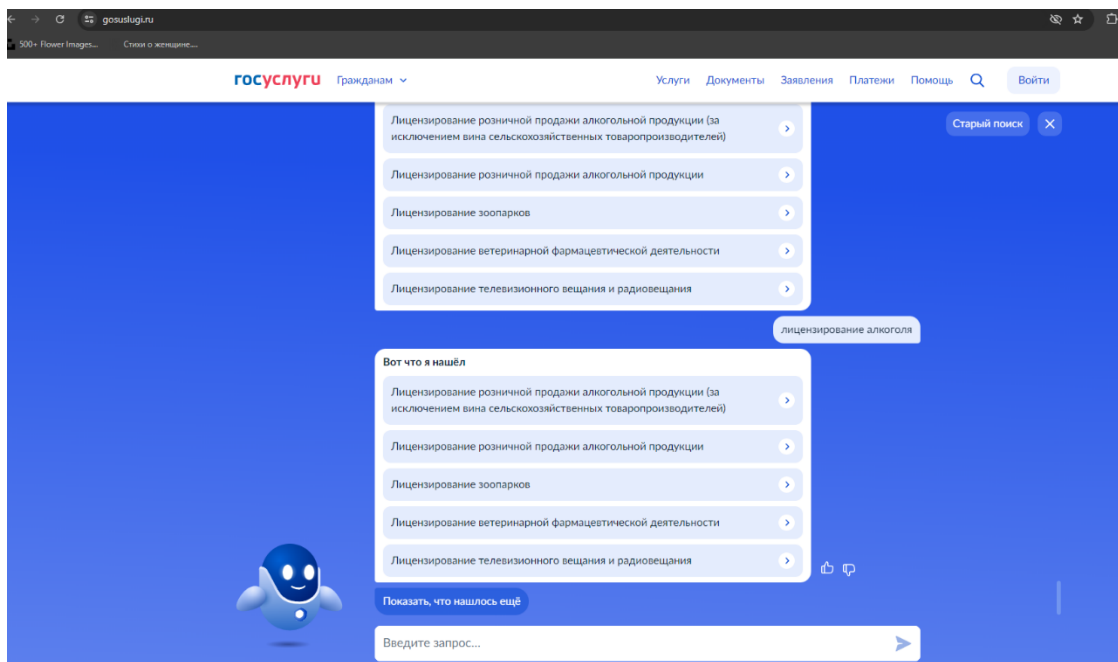 gosuslugi.ru
500+ Flower Images...
Стихи о женщине....
госуслуги
Гражданам
Услуги
Документы
Заявления
Платежи
Помощь
Войти
Старый поиск
Лицензирование розничной продажи алкогольной продукции (за
исключением вина сельскохозяйственных товаропроизводителей)
Лицензирование розничной продажи алкогольной продукции
Лицензирование зоопарков
Лицензирование ветеринарной фармацевтической деятельности
Лицензирование телевизионного вещания и радиовещания
лицензирование алкоголя
Вот что я нашёл
Лицензирование розничной продажи алкогольной продукции (за
исключением вина сельскохозяйственных товаропроизводителей)
Лицензирование розничной продажи алкогольной продукции
Лицензирование зоопарков
Лицензирование ветеринарной фармацевтической деятельности
Лицензирование телевизионного вещания и радиовещания
Показать, что нашлось ещё
Введите запрос...